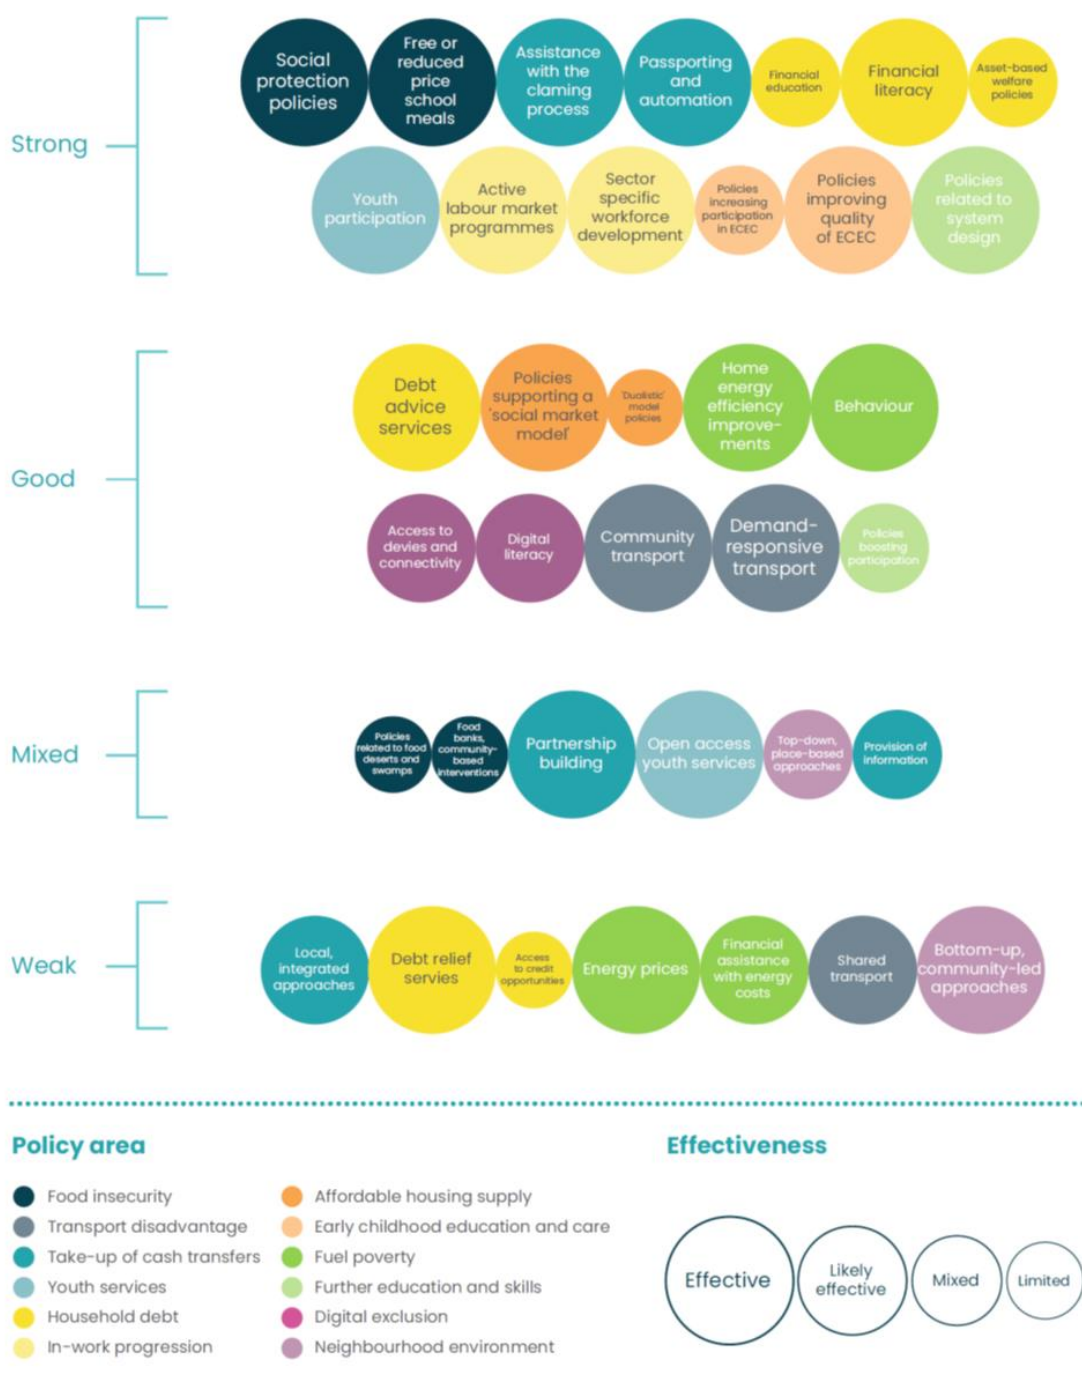 Strong
Social
protection
policies
Free or
reduced
price
school
meals
Assistance
with the
claming
process
Passporting
and
automation
Financial
education
Financial
literacy
Asset-based
welfare
policies
Youth
participation
Active
labour market
programmes
Sector
specific
workforce
development
Policies
increasing
participation
in ECEC
Policies
improving
quality
of ECEC
Policies
related to
system
design
Good
Debt
advice
services
Policies
supporting a
'social market
model'
'Dualistic'
model
policies
Home
energy
efficiency
improve-
ments
Behaviour
Access to
devies and
connectivity
Digital
literacy
Community
transport
Demand-
responsive
transport
Policies
boosting
participation
Mixed
Policies
related to food
deserts and
swamps
Food
banks,
community-
based
interventions
Partnership
building
Open access
youth services
Top-down,
place-based
approaches
Provision of
information
Weak
Local,
integrated
approaches
Debt relief
servies
Access
to credit
opportunities
Energy prices
Financial
assistance
with energy
costs
Shared
transport
Bottom-up,
community-led
approaches
Policy area
Food insecurity
Transport disadvantage
Take-up of cash transfers
Youth services
Household debt
In-work progression
Affordable housing supply
Early childhood education and care
Fuel poverty
Further education and skills
Digital exclusion
Neighbourhood environment
Effectiveness
Effective
Likely
effective
Mixed
Limited